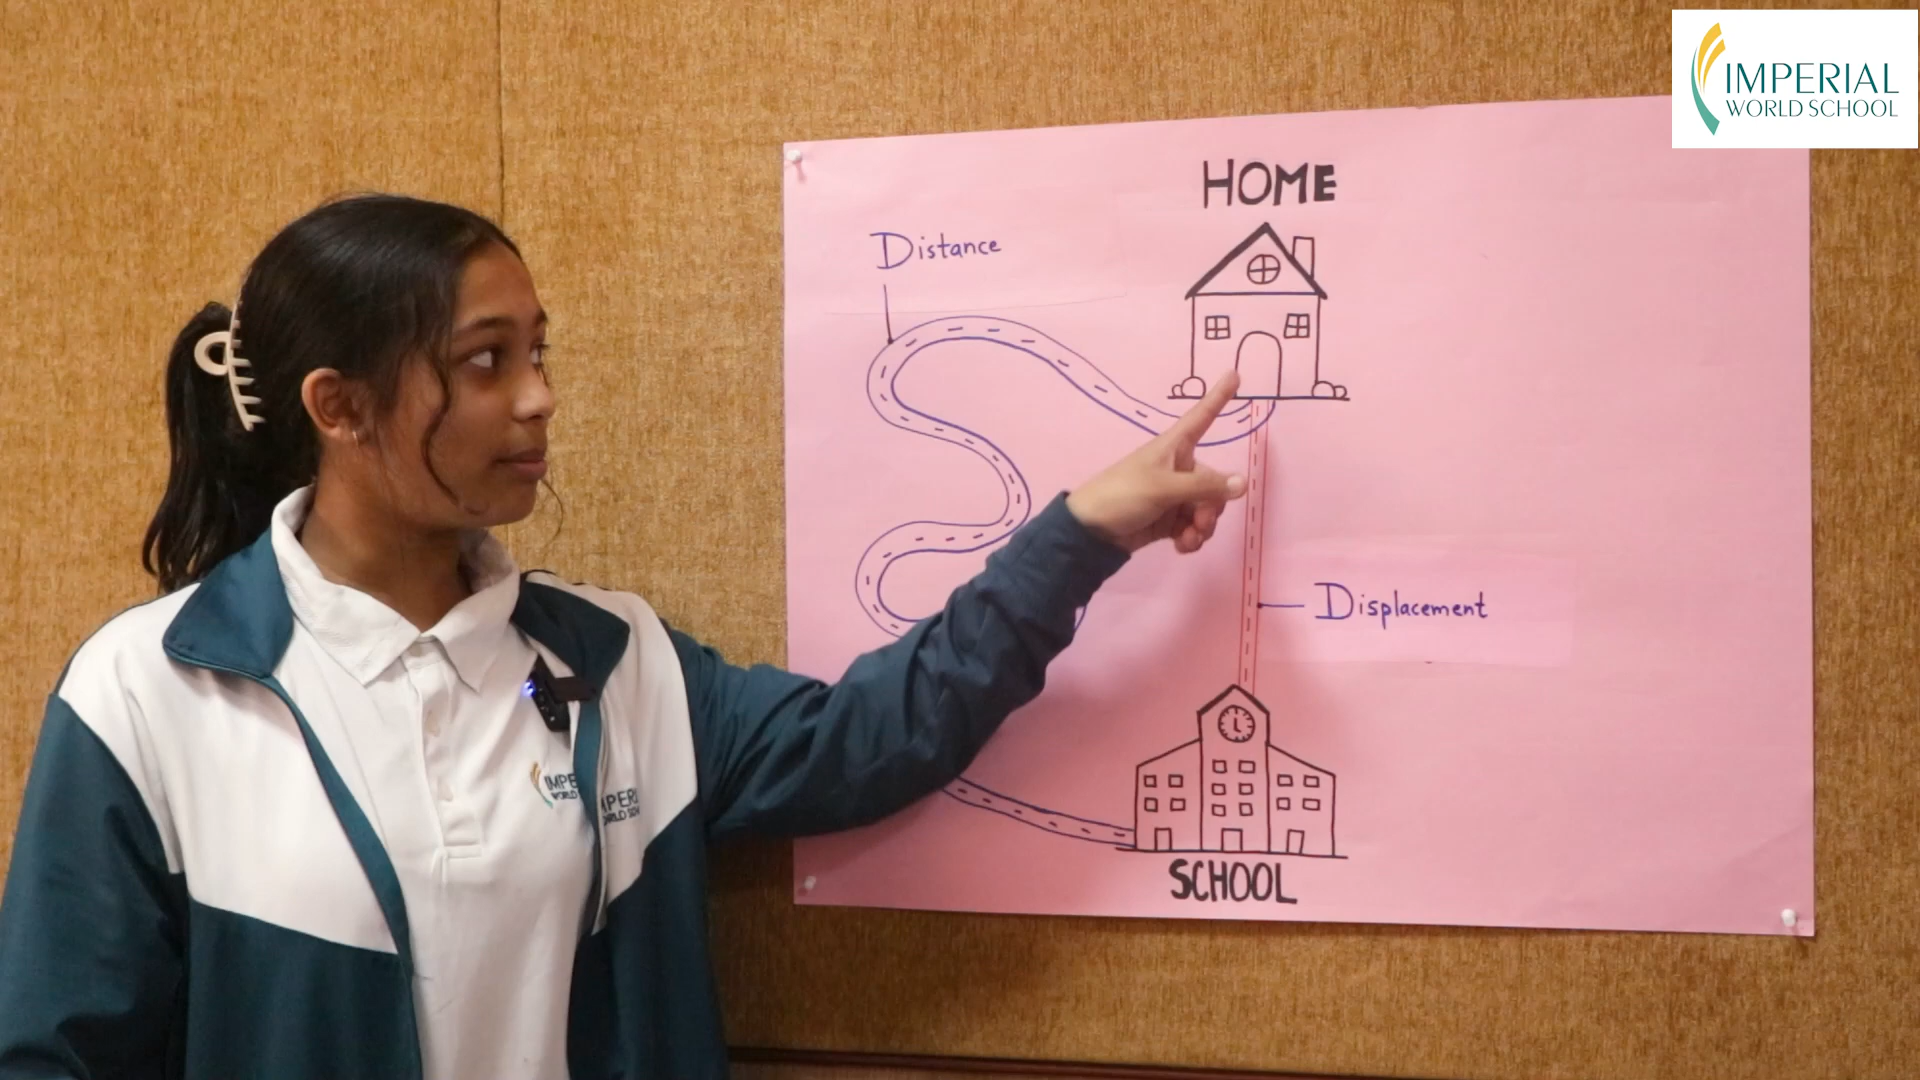 IMPERIAL
WORLD SCHOOL
HOME
Distance
Displacement
SCHOOL